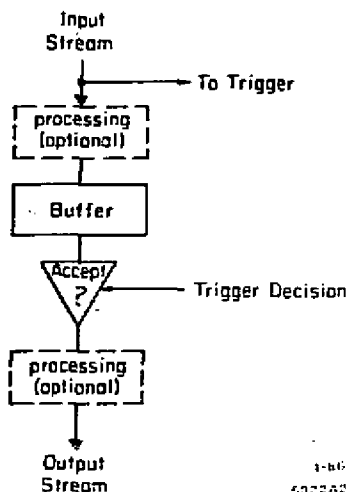 Input
Stream
To Trigger
processing
(optional)
Buffer
Accept
?
Trigger Decision
processing
(optional)
Output
Stream